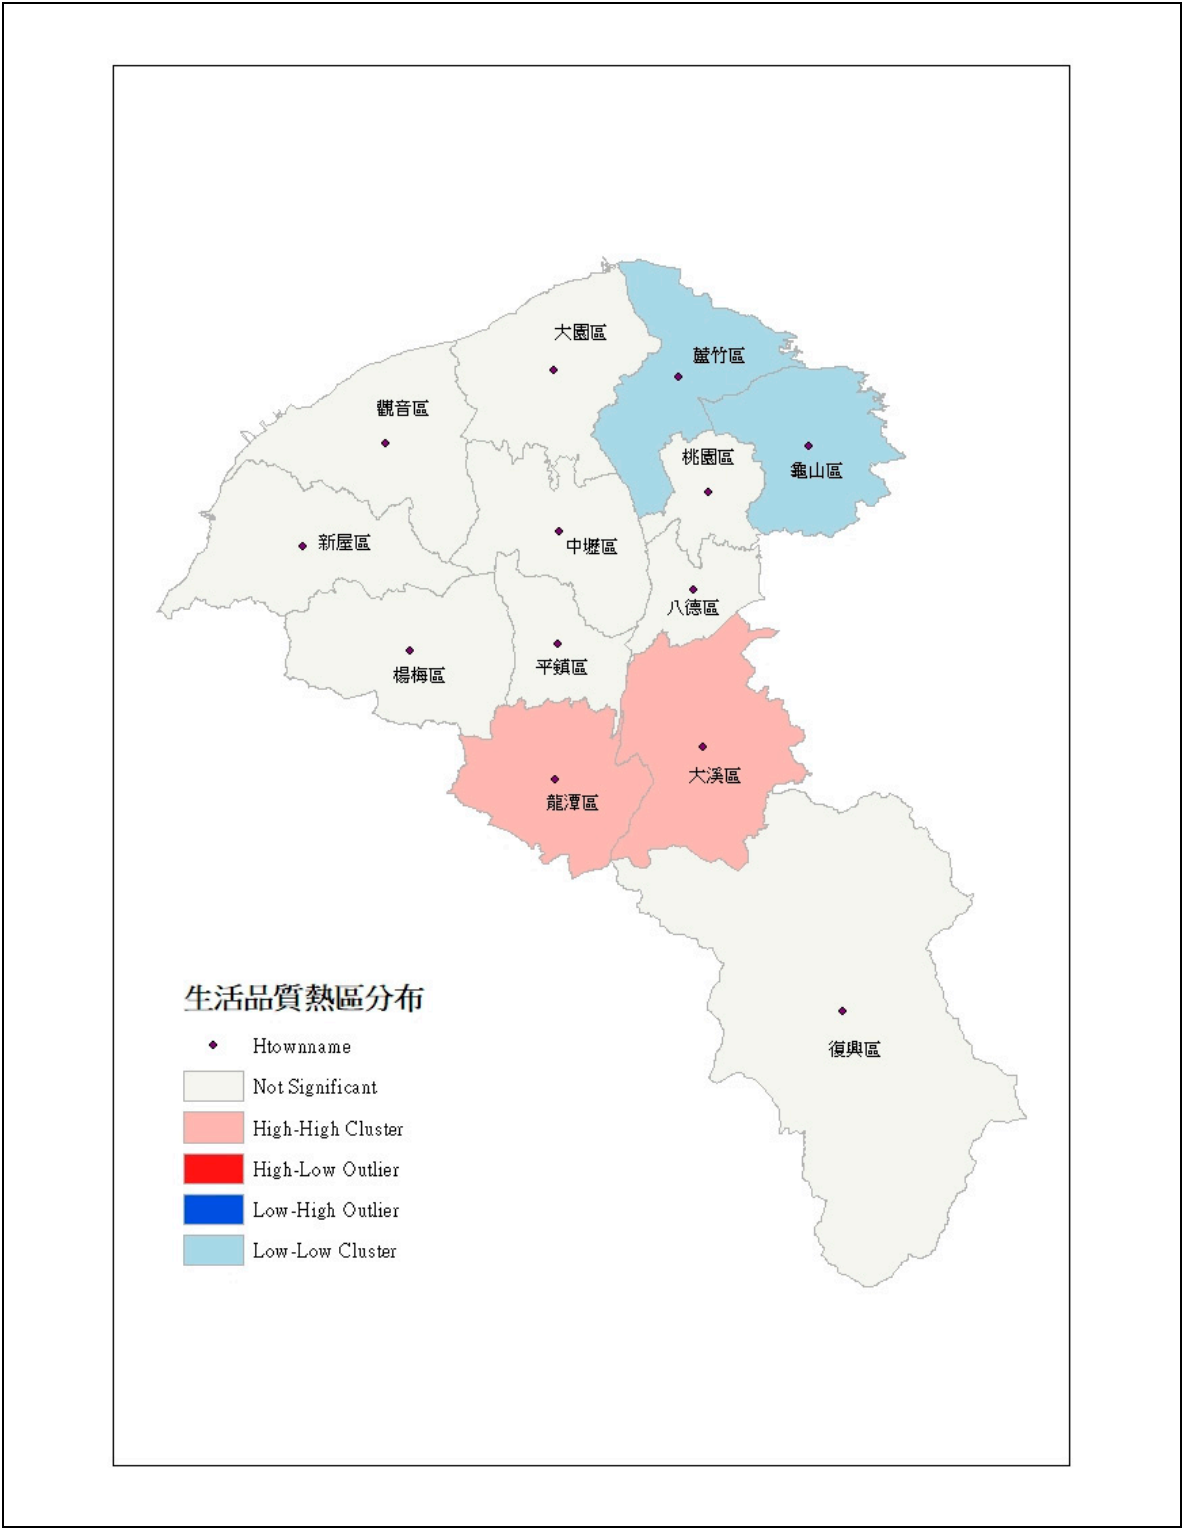 大園區
蘆竹區
觀音區
桃園區
龜山區
新屋區
中壢區
八德區
平鎮區
楊梅區
大溪區
龍潭區
復興區
生活品質熱區分布
Htownname
Not Significant
High-High Cluster
High-Low Outlier
Low-High Outlier
Low-Low Cluster